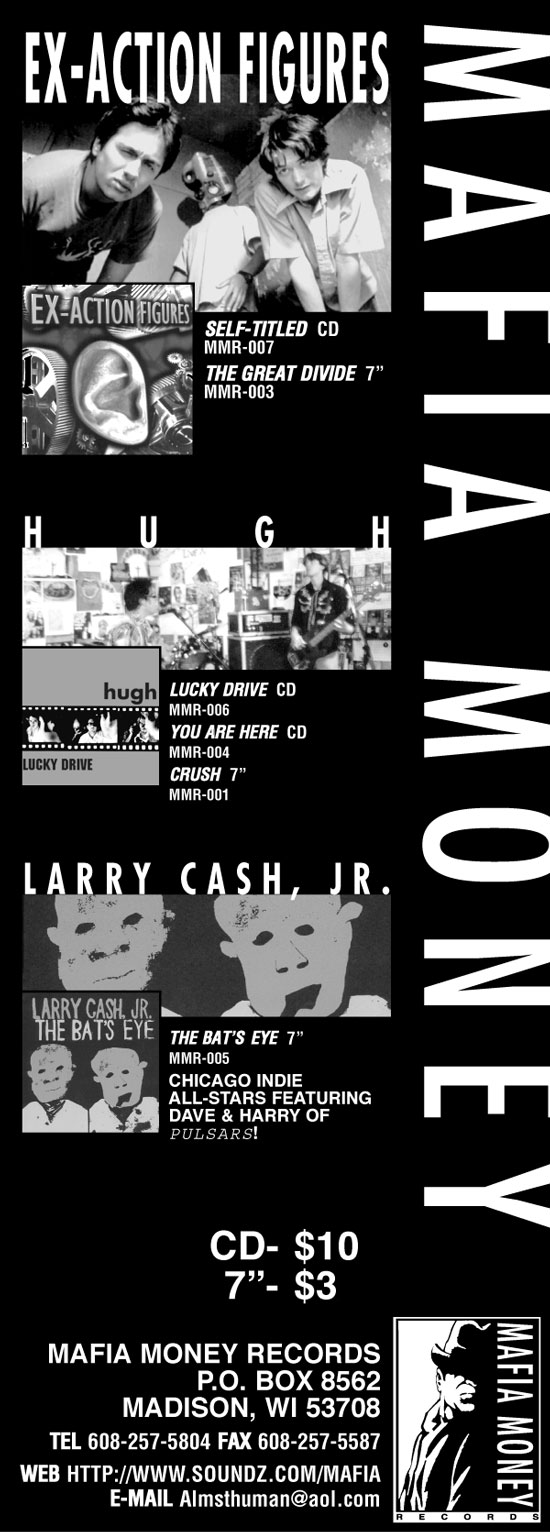 EX-ACTION FIGURES
MAFIA MONEY
EX-ACTION FIGURES
SELF-TITLED CD
MMR-007
THE GREAT DIVIDE 7”
MMR-003
HUGH
hugh
LUCKY DRIVE
LUCKY DRIVE CD
MMR-006
YOU ARE HERE CD
MMR-004
CRUSH 7”
MMR-001
LARRY CASH, JR.
LARRY CASH, JR.
THE BAT'S EYE
THE BAT'S EYE 7”
MMR-005
CHICAGO INDIE
ALL-STARS FEATURING
DAVE & HARRY OF
PULSARS!
CD- $10
7”- $3
MAFIA MONEY RECORDS
P.O. BOX 8562
MADISON, WI 53708
TEL 608-257-5804 FAX 608-257-5587
WEB HTTP://WWW.SOUNDZ.COM/MAFIA
E-MAIL Almsthuman@aol.com
MAFIA MONEY
RECORDS